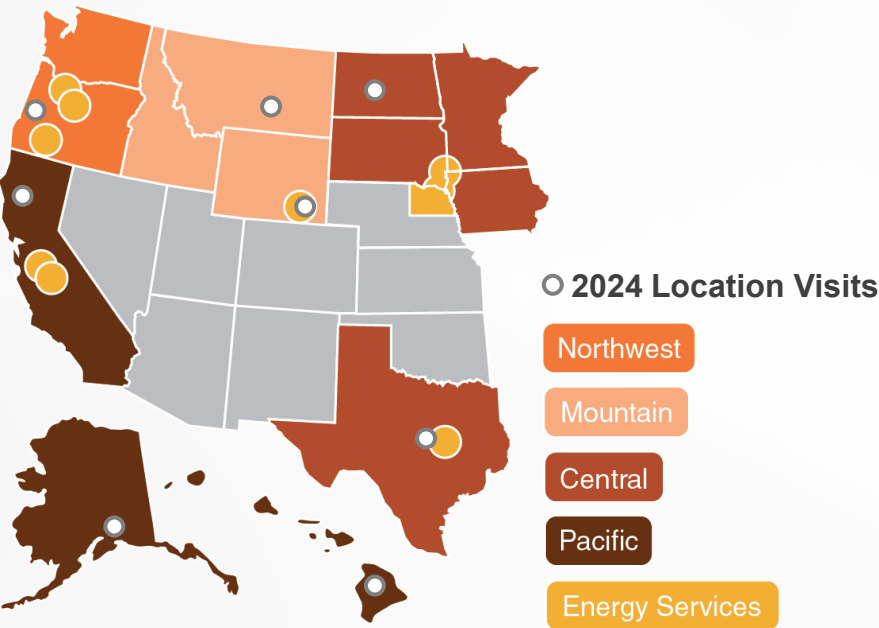 2024 Location Visits
Northwest
Mountain
Central
Pacific
Energy Services